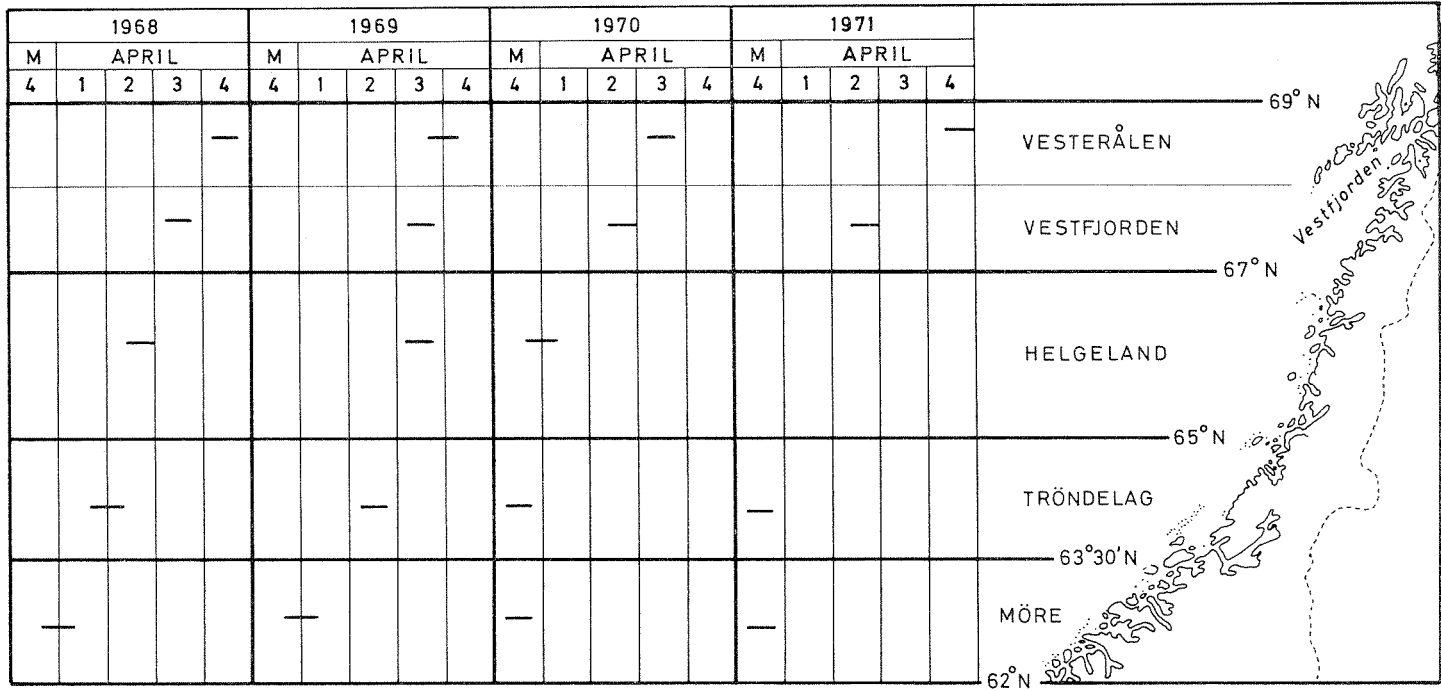 1968 1969 1970 1971
M APRIL M APRIL M APRIL M APRIL
4 1 2 3 4 4 1 2 3 4 4 1 2 3 4 4 1 2 3 4
69°N
VESTERÅLEN
Vestfjorden
VESTFJORDEN
67°N
HELGELAND
65°N
TRÖNDELAG
63°30'N
MÖRE
62°N